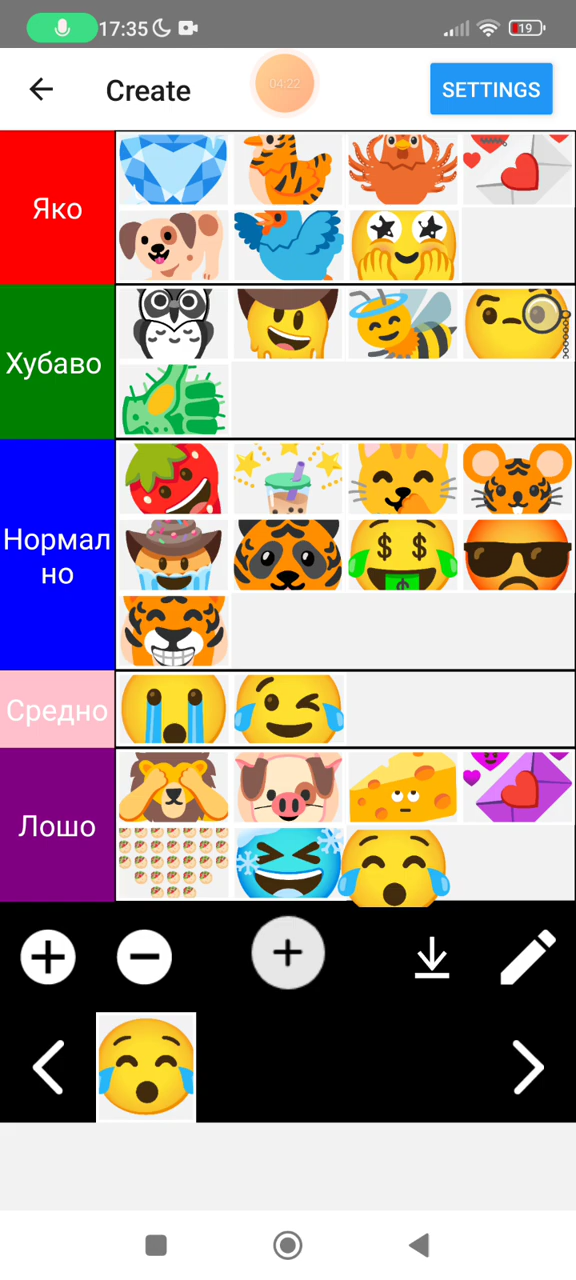 17:35
19
Create
04:22
SETTINGS
Яко
Хубаво
Нормал
но
Средно
Лошо